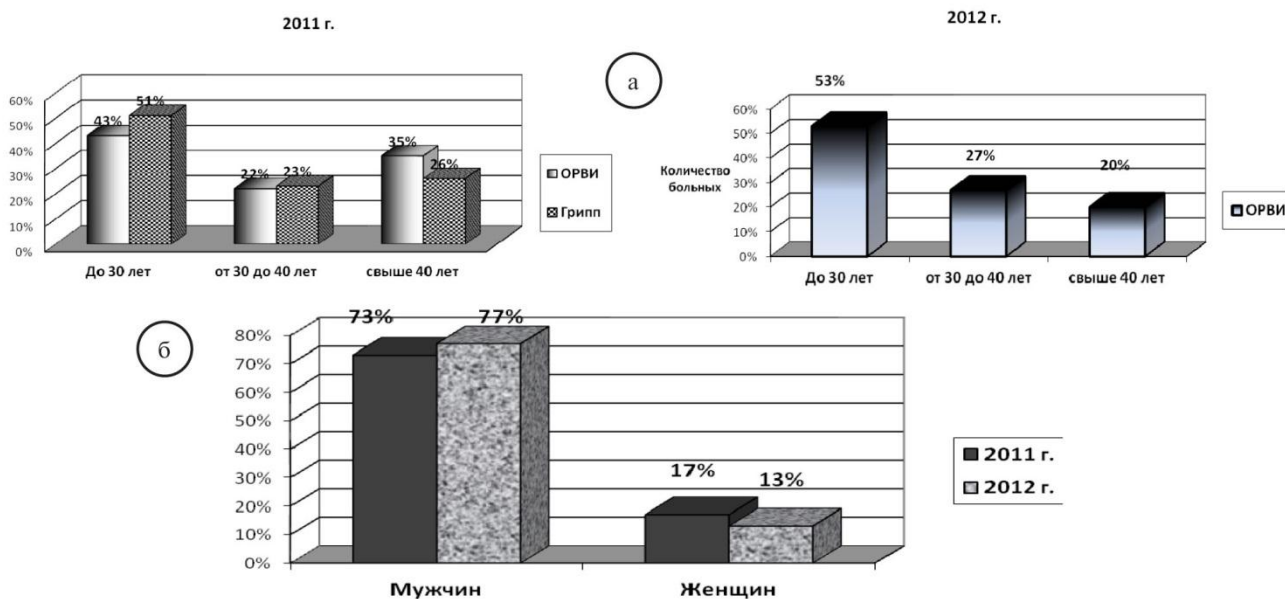 2011 г.
60%
50%
40%
30%
20%
10%
0%
43%
51%
22%
23%
35%
26%
До 30 лет
от 30 до 40 лет
свыше 40 лет
ОРВИ
Грипп
а
2012 г.
Количество
больных
60%
50%
40%
30%
20%
10%
0%
53%
27%
20%
До 30 лет
от 30 до 40 лет
свыше 40 лет
ОРВИ
б
80%
70%
60%
50%
40%
30%
20%
10%
0%
73%
77%
17%
13%
Мужчин
Женщин
2011 г.
2012 г.